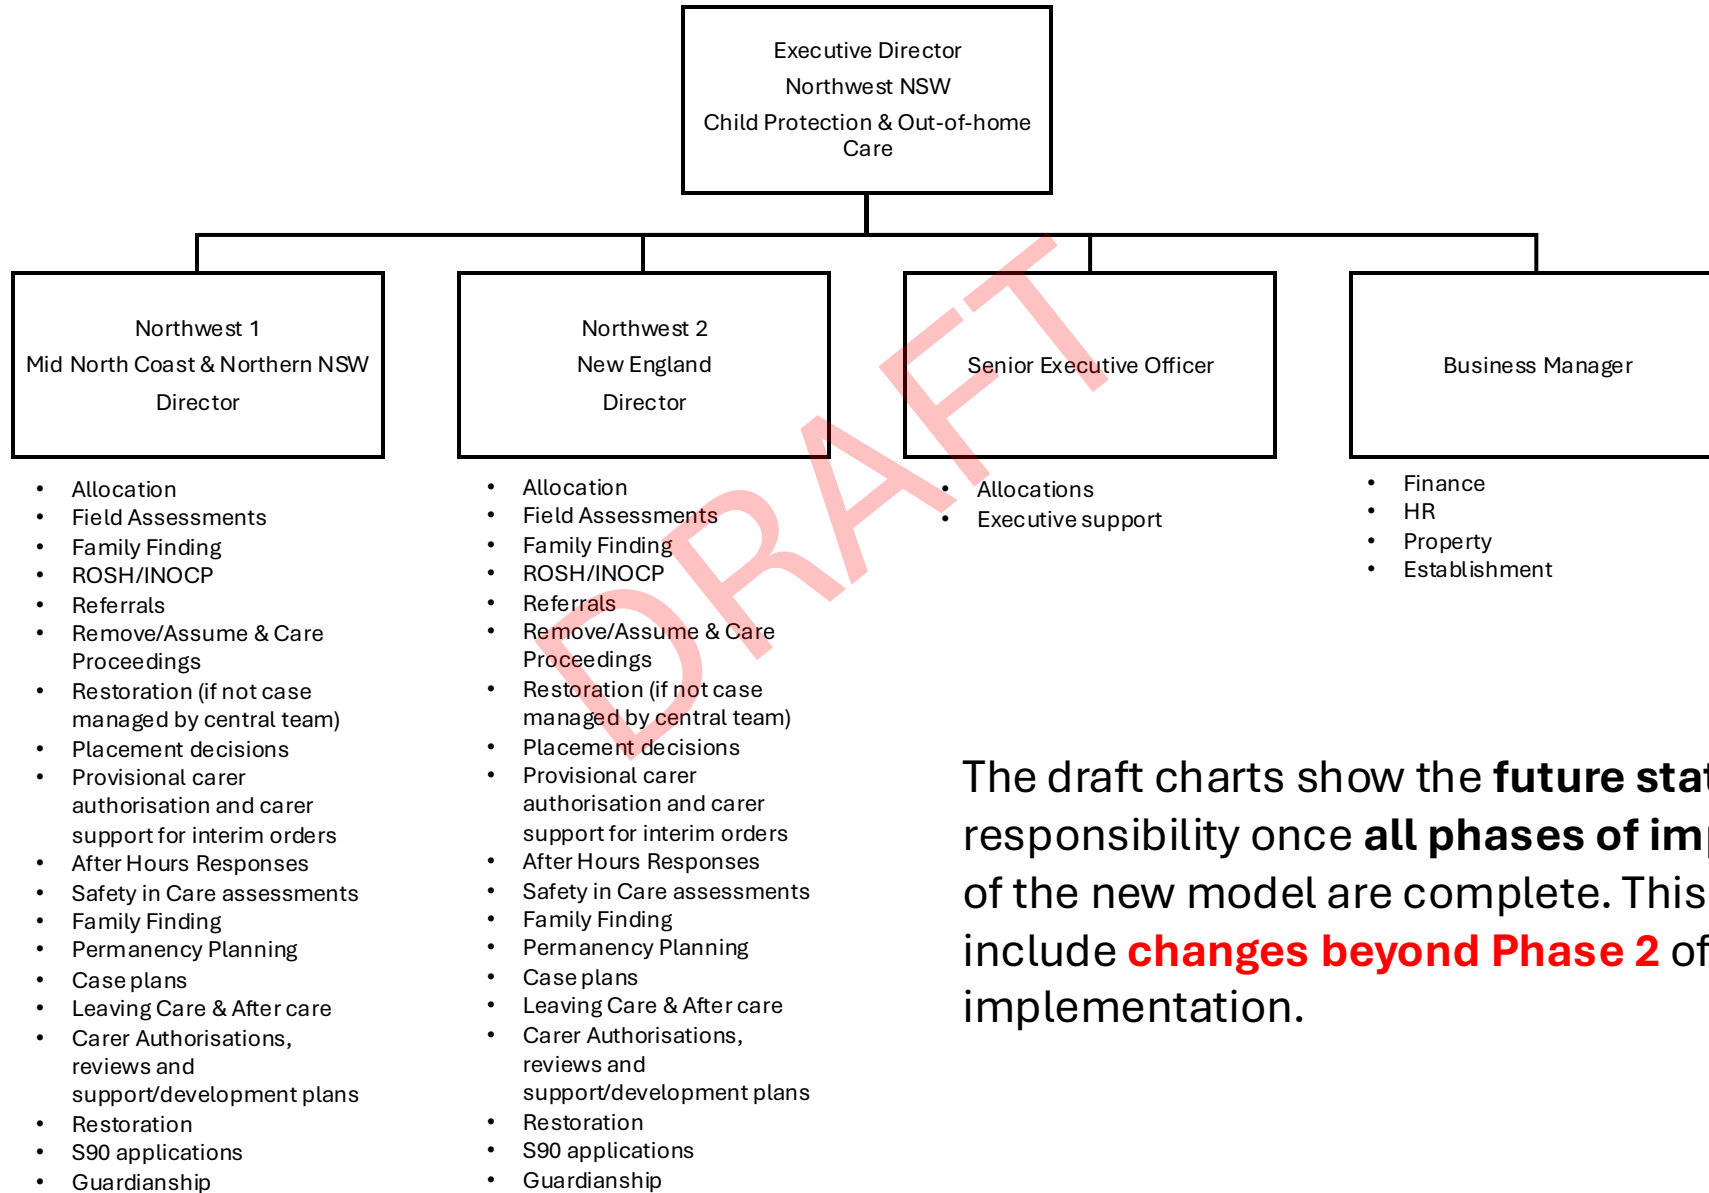 Executive Director
Northwest NSW
Child Protection & Out-of-home
Care
Northwest 1
Mid North Coast & Northern NSW
Director
Northwest 2
New England
Director
Senior Executive Officer
Business Manager
• Allocation
• Field Assessments
• Family Finding
• ROSH/INOCP
• Referrals
• Remove/Assume & Care
Proceedings
• Restoration (if not case
managed by central team)
• Placement decisions
• Provisional carer
authorisation and carer
support for interim orders
• After Hours Responses
• Safety in Care assessments
• Family Finding
• Permanency Planning
• Case plans
• Leaving Care & After care
• Carer Authorisations,
reviews and
support/development plans
• Restoration
• S90 applications
• Guardianship
• Allocation
• Field Assessments
• Family Finding
• ROSH/INOCP
• Referrals
• Remove/Assume & Care
Proceedings
• Restoration (if not case
managed by central team)
• Placement decisions
• Provisional carer
authorisation and carer
support for interim orders
• After Hours Responses
• Safety in Care assessments
• Family Finding
• Permanency Planning
• Case plans
• Leaving Care & After care
• Carer Authorisations,
reviews and
support/development plans
• Restoration
• S90 applications
• Guardianship
• Allocations
• Executive support
• Finance
• HR
• Property
• Establishment
DRAFT
The draft charts show the future
responsibility once all phases of
of the new model are complete. This
include changes beyond Phase 2 of
implementation.